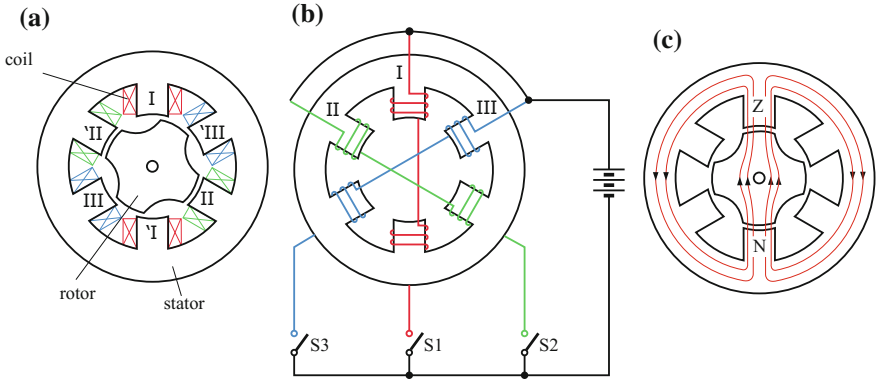 (a)
coil
I
'II
'III
III
II
I'
rotor
stator
(b)
I
II
III
S3
S1
S2
(c)
Z
N